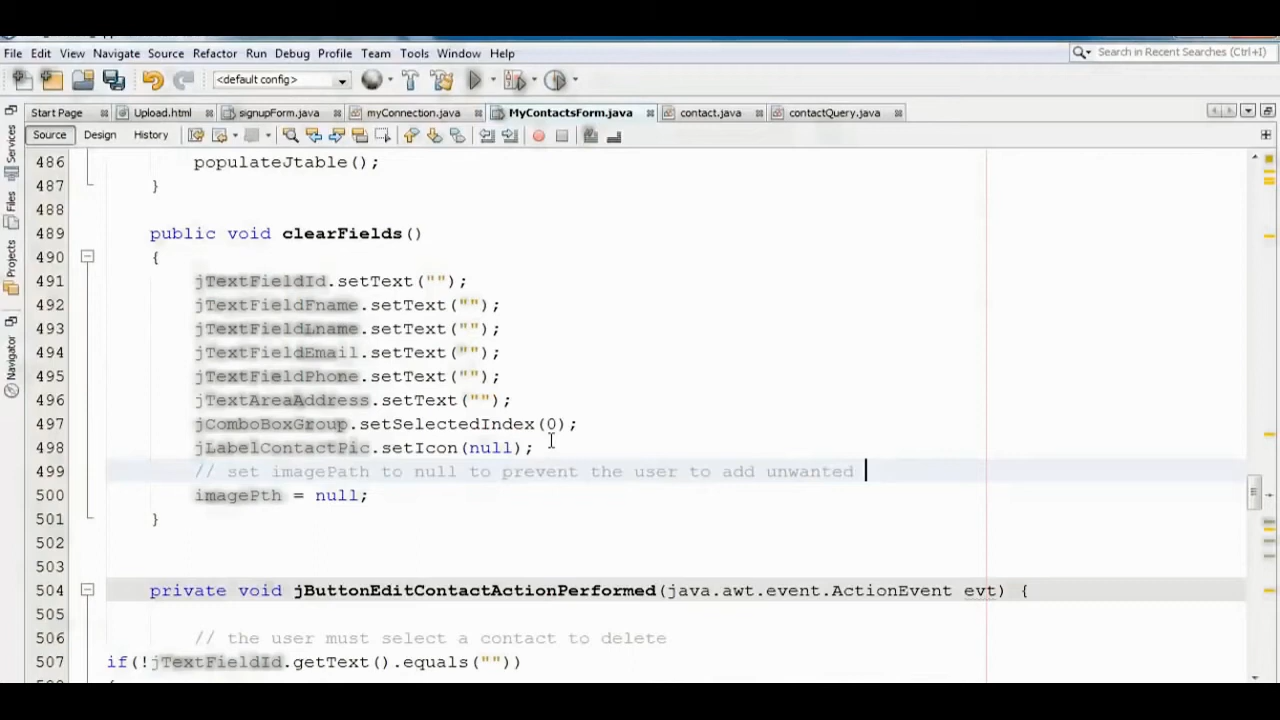 File Edit View Navigate Source Refactor Run Debug Profile Team Tools Window Help Search in Recent Searches (Ctrl+I)
<default config>
Start Page Upload.html signupForm.java myConnection.java MyContactsForm.java contact.java contactQuery.java
Source Design History
Services
Files
Projects
Navigator
486 populateJtable();
487 }
488
489 public void clearFields()
490 {
491 jTextFieldId.setText("");
492 jTextFieldFname.setText("");
493 jTextFieldLname.setText("");
494 jTextFieldEmail.setText("");
495 jTextFieldPhone.setText("");
496 jTextAreaAddress.setText("");
497 jComboBoxGroup.setSelectedIndex(0);
498 jLabelContactPic.setIcon(null);
499 // set imagePath to null to prevent the user to add unwanted
500 imagePth = null;
501 }
502
503
504 private void jButtonEditContactActionPerformed(java.awt.event.ActionEvent evt) {
505
506 // the user must select a contact to delete
507 if(!jTextFieldId.getText().equals(""))